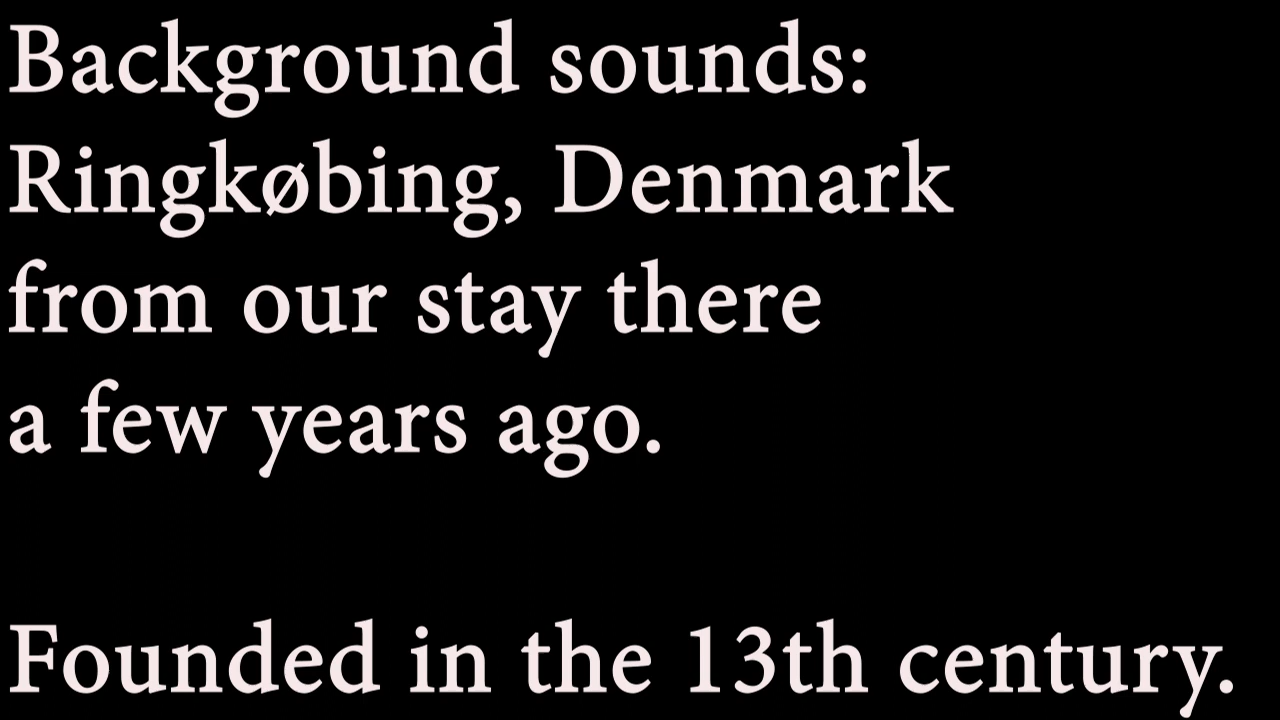 Background sounds:
Ringkøbing, Denmark
from our stay there
a few years ago.
Founded in the 13th century.